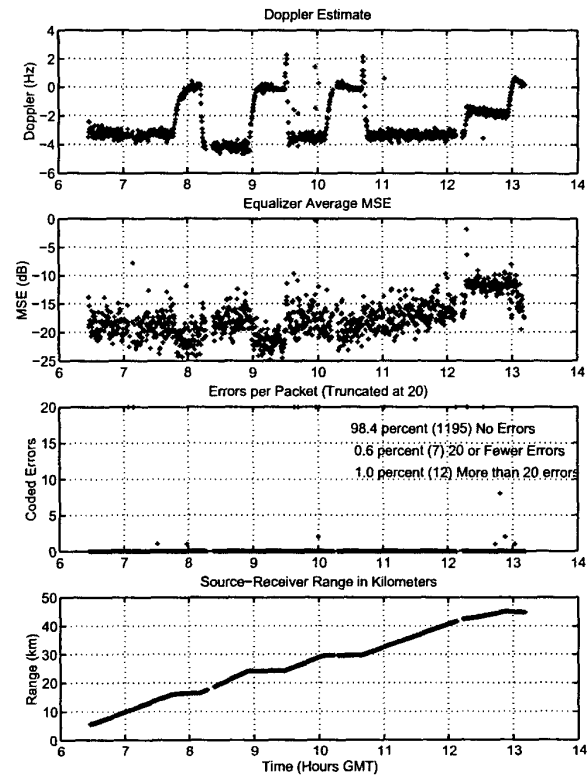 Doppler Estimate
4
2
0
-2
-4
-6
Doppler (Hz)
6 7 8 9 10 11 12 13 14
Equalizer Average MSE
0
-5
-10
-15
-20
-25
MSE (dB)
6 7 8 9 10 11 12 13 14
Errors per Packet (Truncated at 20)
20
15
10
5
0
Coded Errors
98.4 percent (1195) No Errors
0.6 percent (7) 20 or Fewer Errors
1.0 percent (12) More than 20 errors
6 7 8 9 10 11 12 13 14
Source-Receiver Range in Kilometers
50
40
30
20
10
0
Range (km)
6 7 8 9 10 11 12 13 14
Time (Hours GMT)